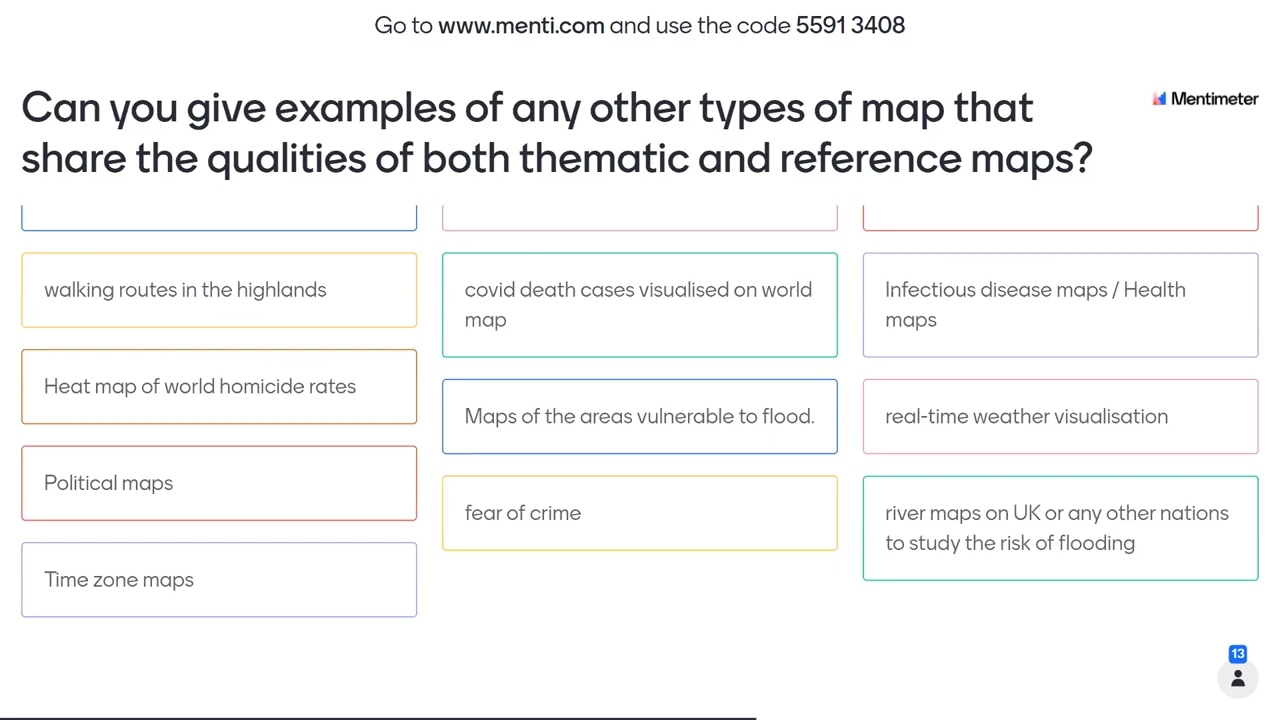 Go to www.menti.com and use the code 5591 3408
Can you give examples of any other types of map that
share the qualities of both thematic and reference maps?
Mentimeter
walking routes in the highlands
Heat map of world homicide rates
Political maps
Time zone maps
covid death cases visualised on world
map
Maps of the areas vulnerable to flood.
fear of crime
Infectious disease maps / Health
maps
real-time weather visualisation
river maps on UK or any other nations
to study the risk of flooding
13